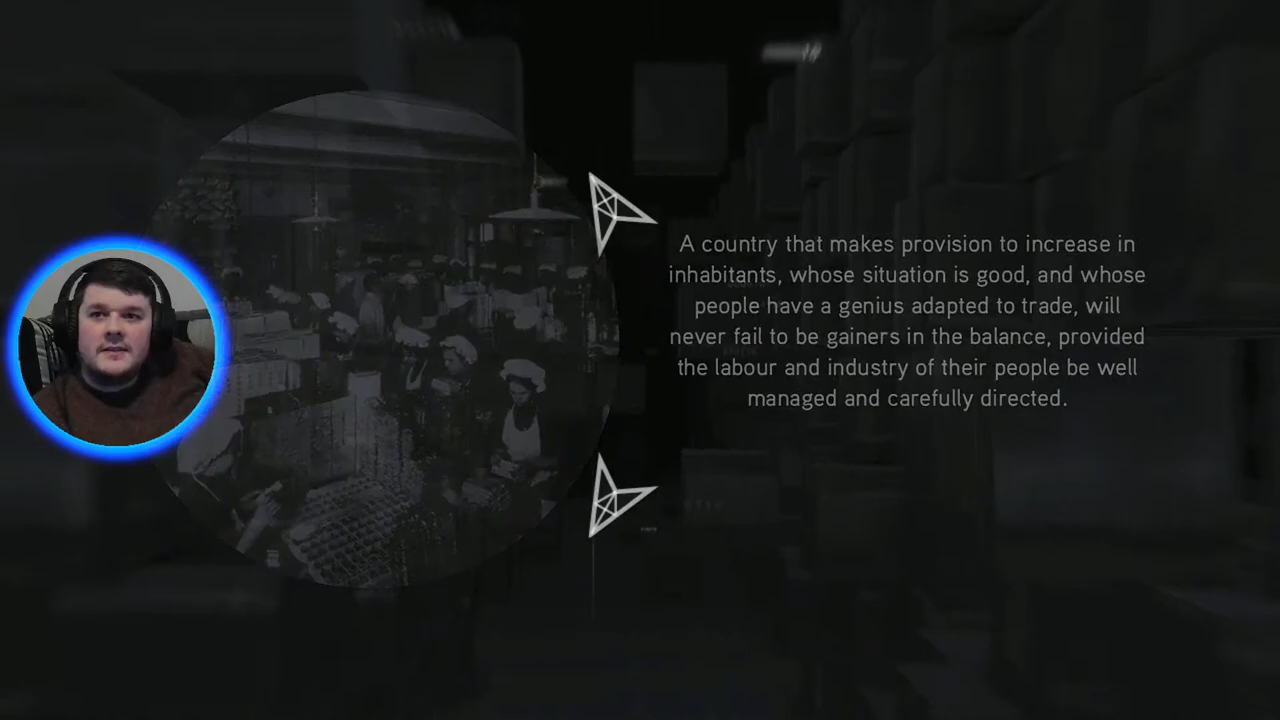 A country that makes provision to increase in
inhabitants, whose situation is good, and whose
people have a genius adapted to trade, will
never fail to be gainers in the balance, provided
the labour and industry of their people be well
managed and carefully directed.